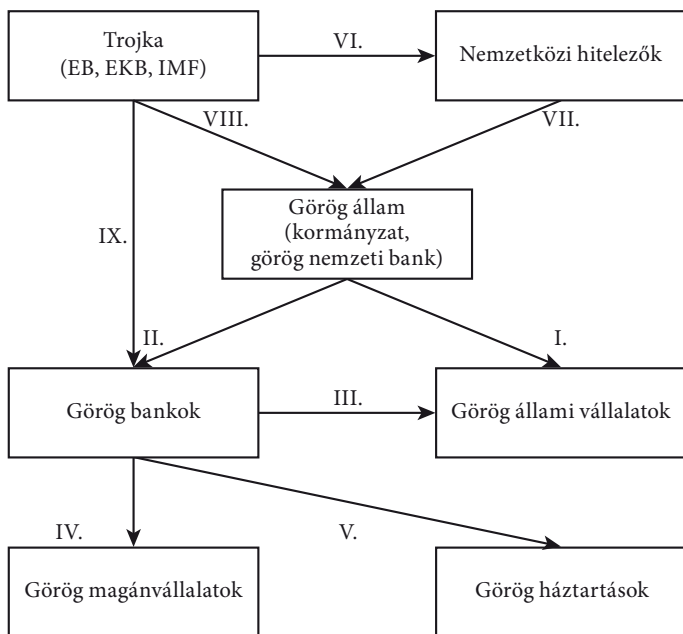 Trojka
(EB, EKB, IMF)
VI.
Nemzetközi hitelezők
VIII.
VII.
Görög állam
(kormányzat,
görög nemzeti bank)
IX.
II.
I.
Görög bankok
III.
Görög állami vállalatok
IV.
V.
Görög magánvállalatok
Görög háztartások